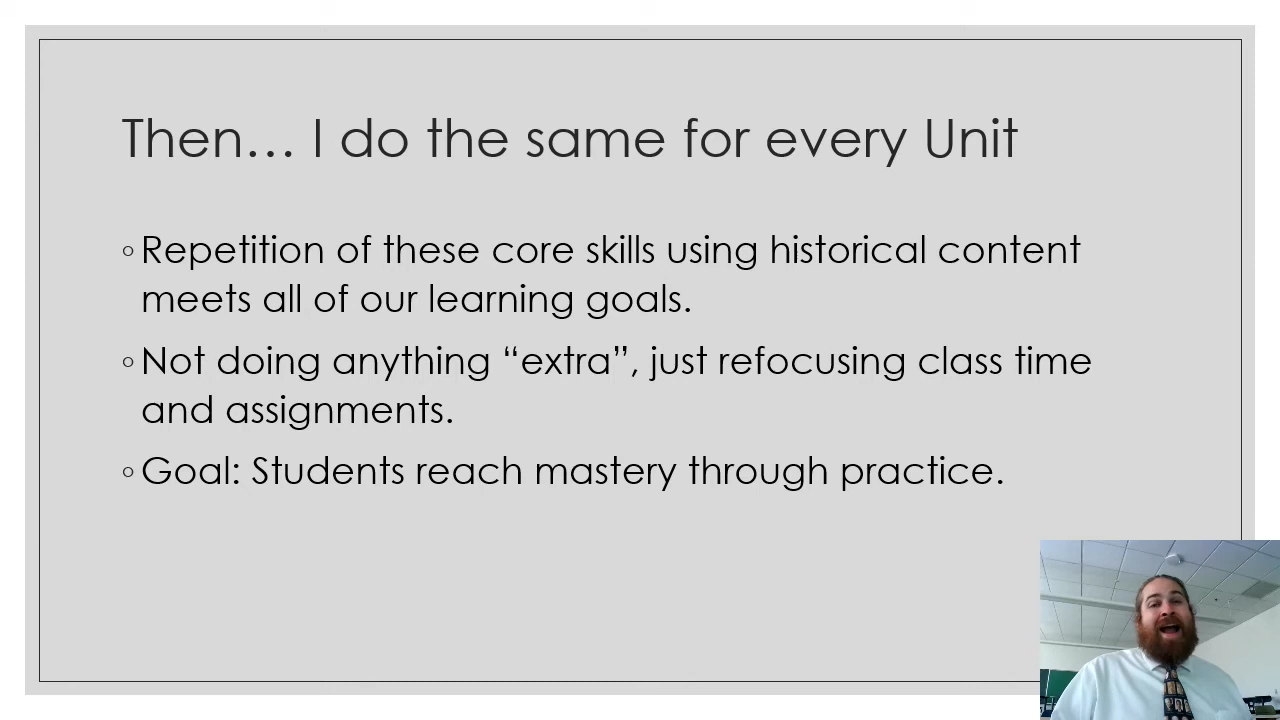 Then… I do the same for every Unit
◦Repetition of these core skills using historical content
meets all of our learning goals.
◦Not doing anything “extra”, just refocusing class time
and assignments.
◦Goal: Students reach mastery through practice.